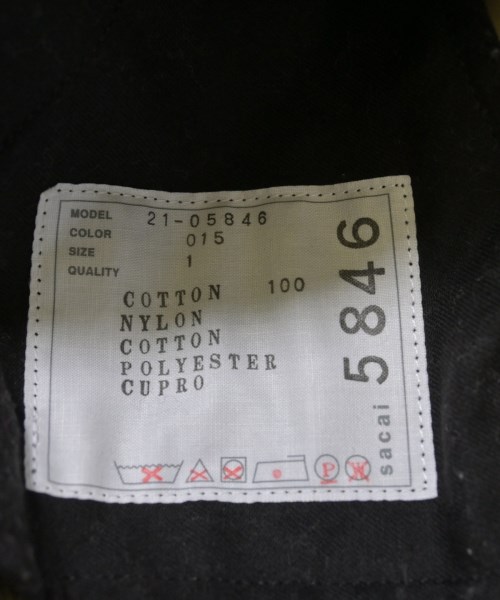 MODEL 21-05846
COLOR 015
SIZE 1
QUALITY
COTTON 100
NYLON
COTTON
POLYESTER
CUPRO
P W
sacai 5846